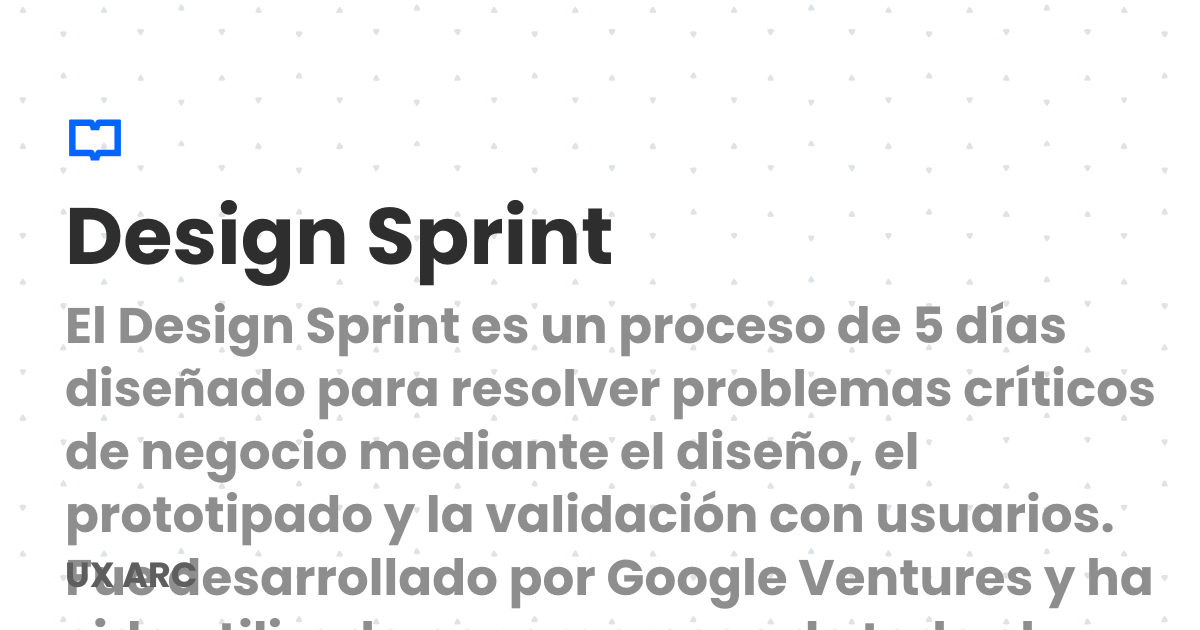 Design Sprint
El Design Sprint es un proceso de 5 días
diseñado para resolver problemas críticos
de negocio mediante el diseño, el
prototipado y la validación con usuarios.
Fue desarrollado por Google Ventures y ha
UX ARC